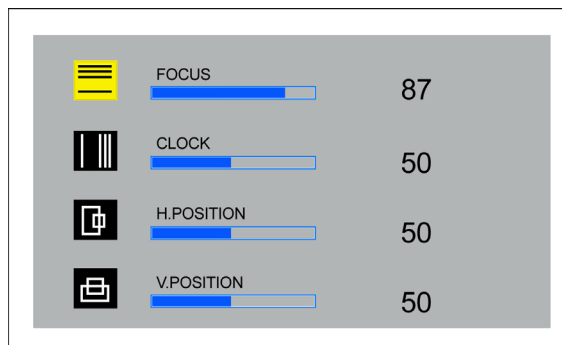 FOCUS 87
CLOCK 50
H.POSITION 50
V.POSITION 50